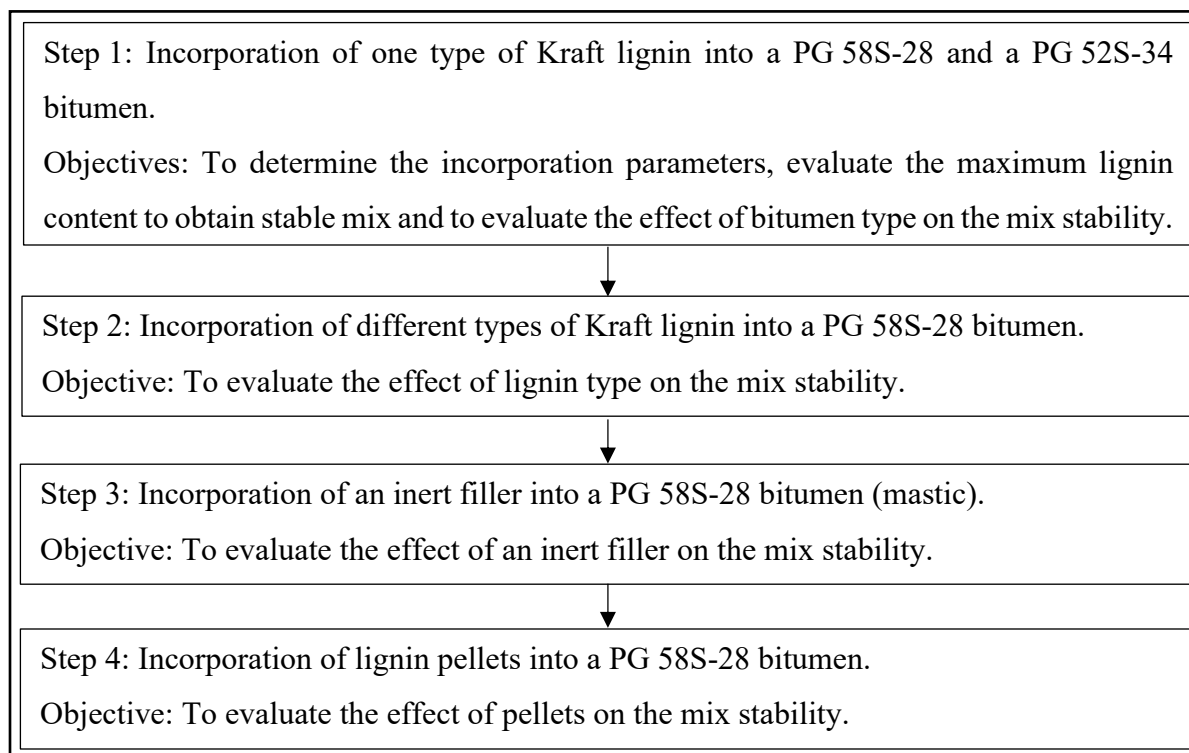 Step 1: Incorporation of one type of Kraft lignin into a PG 58S-28 and a PG 52S-34
bitumen.
Objectives: To determine the incorporation parameters, evaluate the maximum lignin
content to obtain stable mix and to evaluate the effect of bitumen type on the mix stability.
Step 2: Incorporation of different types of Kraft lignin into a PG 58S-28 bitumen.
Objective: To evaluate the effect of lignin type on the mix stability.
Step 3: Incorporation of an inert filler into a PG 58S-28 bitumen (mastic).
Objective: To evaluate the effect of an inert filler on the mix stability.
Step 4: Incorporation of lignin pellets into a PG 58S-28 bitumen.
Objective: To evaluate the effect of pellets on the mix stability.